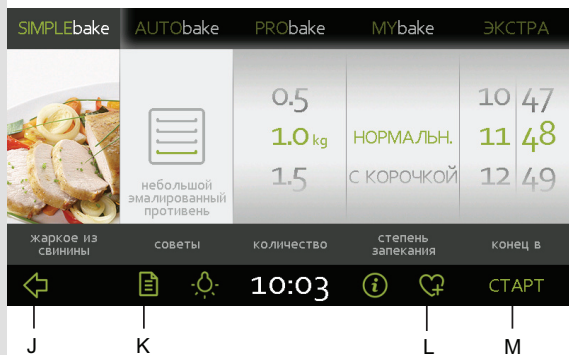 SIMPLEbake AUTObake PRObake MYbake ЭКСТРА
0.5 10 47
1.0 kg НОРМАЛЬН. 11 48
1.5 С КОРОЧКОЙ 12 49
небольшой
эмалированный
противень
жаркое из
свинины
советы
количество
степень
запекания
конец в
10:03 i СТАРТ
J K L M